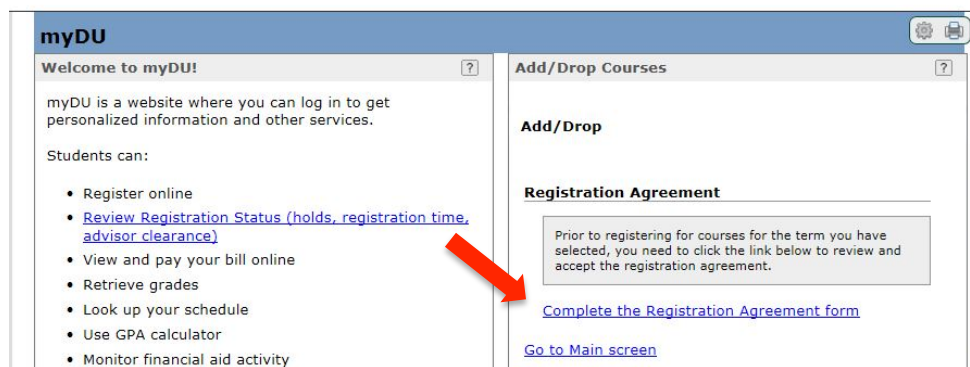 myDU
Welcome to myDU!
?
myDU is a website where you can log in to get
personalized information and other services.
Students can:
• Register online
• Review Registration Status (holds, registration time,
advisor clearance)
• View and pay your bill online
• Retrieve grades
• Look up your schedule
• Use GPA calculator
• Monitor financial aid activity
Add/Drop Courses
?
Add/Drop
Registration Agreement
Prior to registering for courses for the term you have
selected, you need to click the link below to review and
accept the registration agreement.
Complete the Registration Agreement form
Go to Main screen